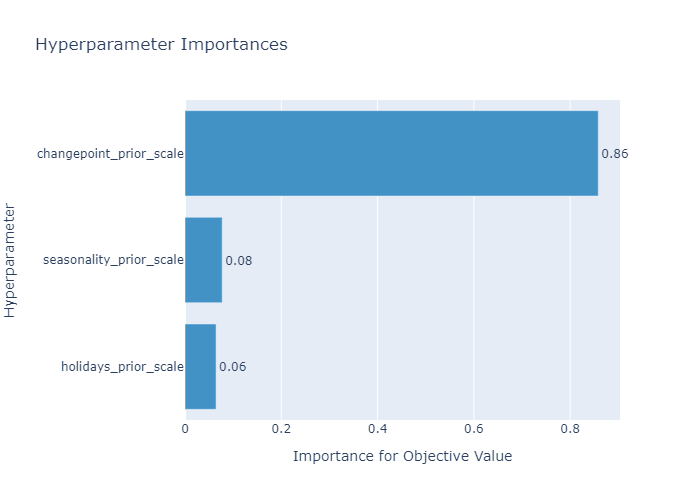 Hyperparameter Importances
Hyperparameter
changepoint_prior_scale
0.86
seasonality_prior_scale
0.08
holidays_prior_scale
0.06
0 0.2 0.4 0.6 0.8
Importance for Objective Value